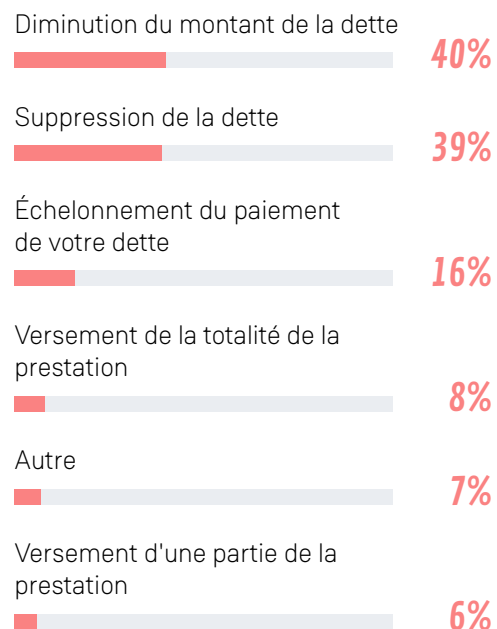 Diminution du montant de la dette
40%
Suppression de la dette
39%
Échelonnement du paiement
de votre dette
16%
Versement de la totalité de la
prestation
8%
Autre
7%
Versement d'une partie de la
prestation
6%